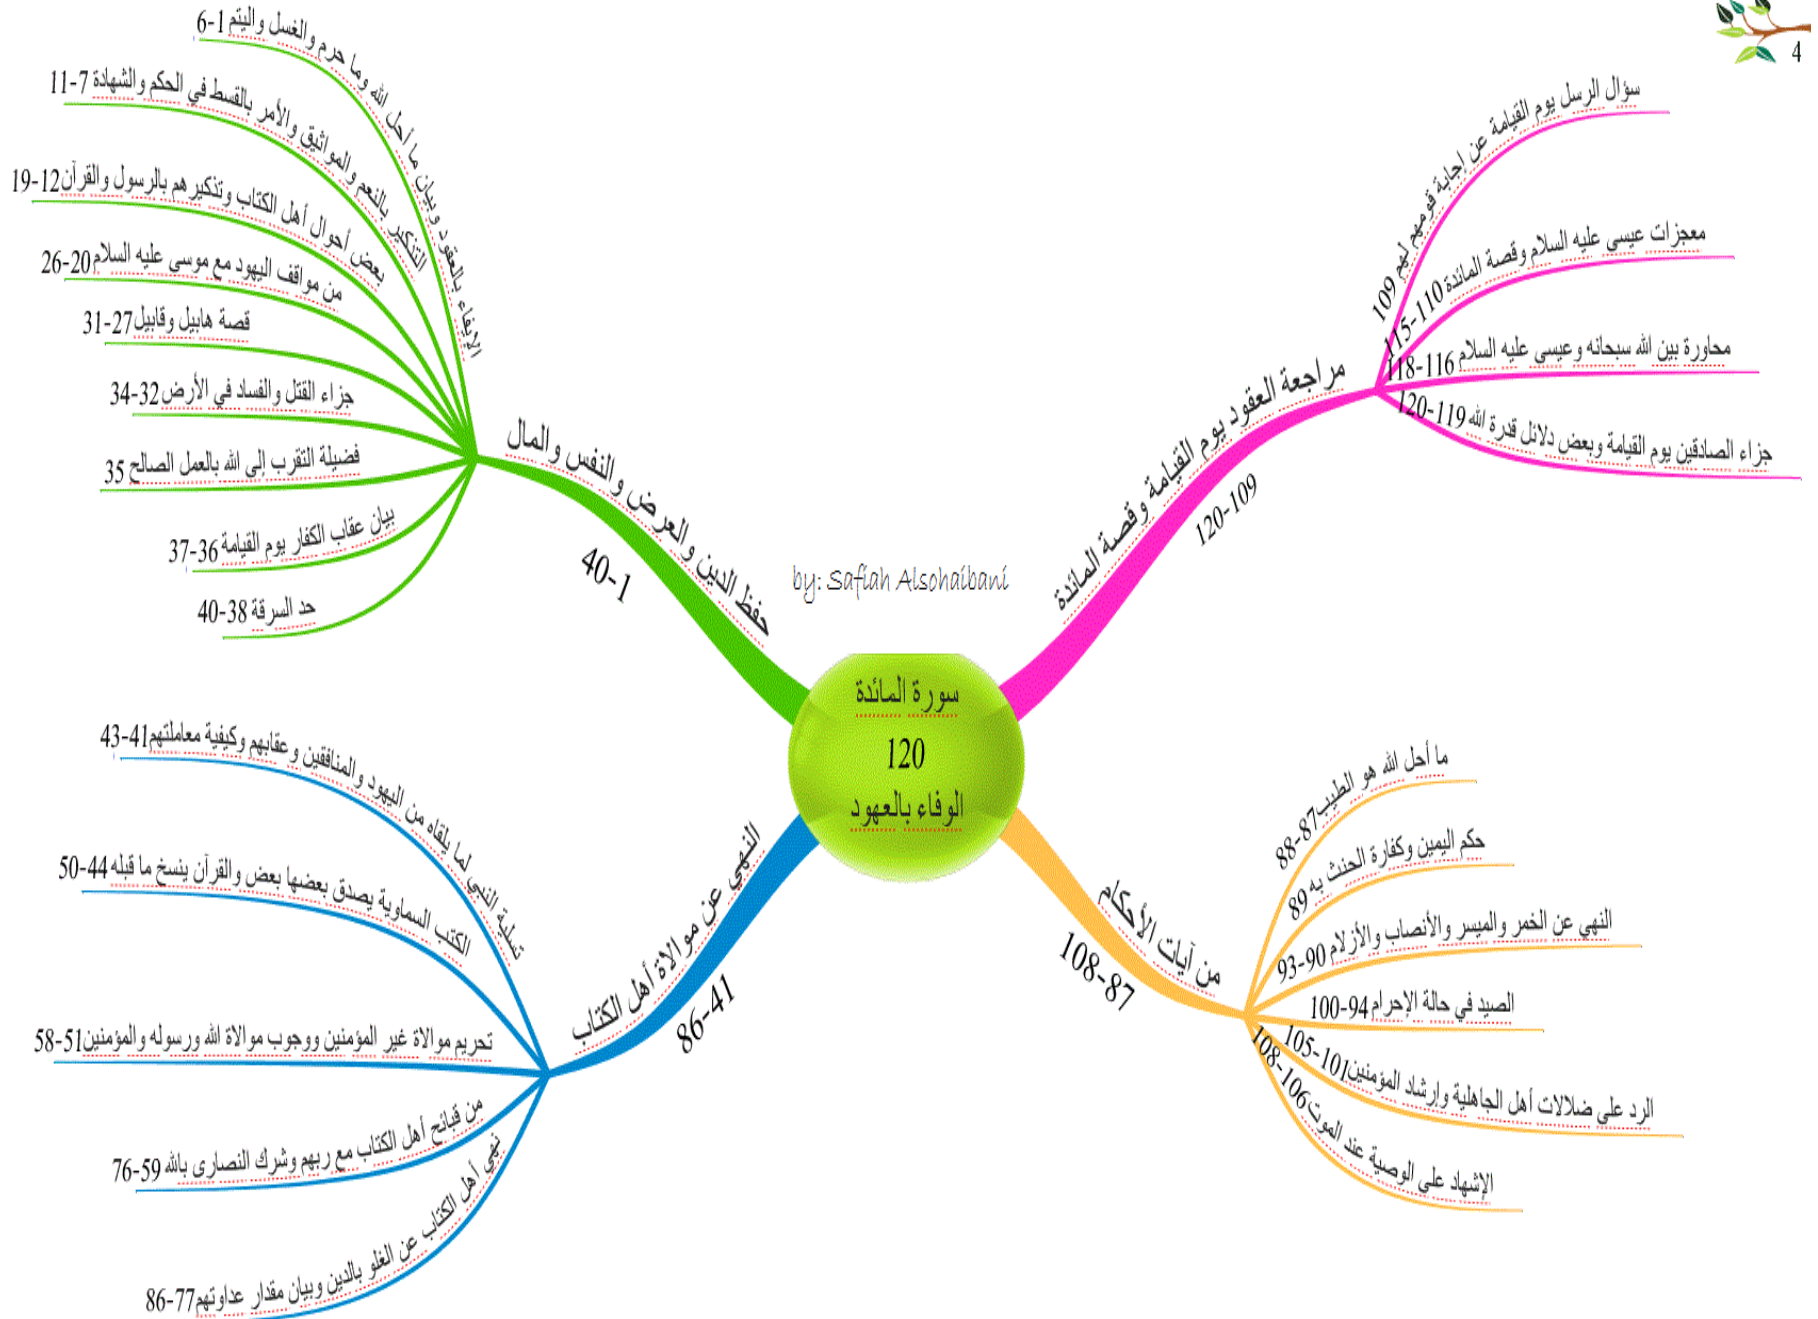 4
سورة المائدة
120
الوفاء بالعهود
by: Safiah Alsohaibani
حفظ الدين والعرض والنفس والمال
40-1
الإيفاء بالعقود وبيان ما أحل الله وما حرم والغسل واليتم 1-6
التذكير بالنعم والمواثيق والأمر بالقسط في الحكم والشهادة 7-11
بعض أحوال أهل الكتاب وتذكيرهم بالرسول والقرآن 12-19
من مواقف اليهود مع موسى عليه السلام 20-26
قصة هابيل وقابيل 27-31
جزاء القتل والفساد في الأرض 32-34
فضيلة التقرب إلى الله بالعمل الصالح 35
بيان عقاب الكفار يوم القيامة 36-37
حد السرقة 38-40
النهي عن موالاة أهل الكتاب
86-41
تسلية النبي لما يلقاه من اليهود والمنافقين وعقابهم وكيفية معاملتهم 41-43
الكتب السماوية يصدق بعضها بعض والقرآن ينسخ ما قبله 44-50
تحريم موالاة غير المؤمنين ووجوب موالاة الله ورسوله والمؤمنين 51-58
من قبائح أهل الكتاب مع ربهم وشرك النصارى بالله 59-76
نهي أهل الكتاب عن الغلو بالدين وبيان مقدار عداوتهم 77-86
من آيات الأحكام
108-87
ما أحل الله هو الطيب 87-88
حكم اليمين وكفارة الحنث به 89
النهي عن الخمر والميسر والأنصاب والأزلام 90-93
الصيد في حالة الإحرام 94-100
الرد على ضلالات أهل الجاهلية وإرشاد المؤمنين 101-105
الإشهاد على الوصية عند الموت 106-108
مراجعة العقود يوم القيامة وقصة المائدة
120-109
سؤال الرسل يوم القيامة عن إجابة قومهم لهم 109
معجزات عيسى عليه السلام وقصة المائدة 110-115
محاورة بين الله سبحانه وعيسى عليه السلام 116-118
جزاء الصادقين يوم القيامة وبعض دلائل قدرة الله 119-120